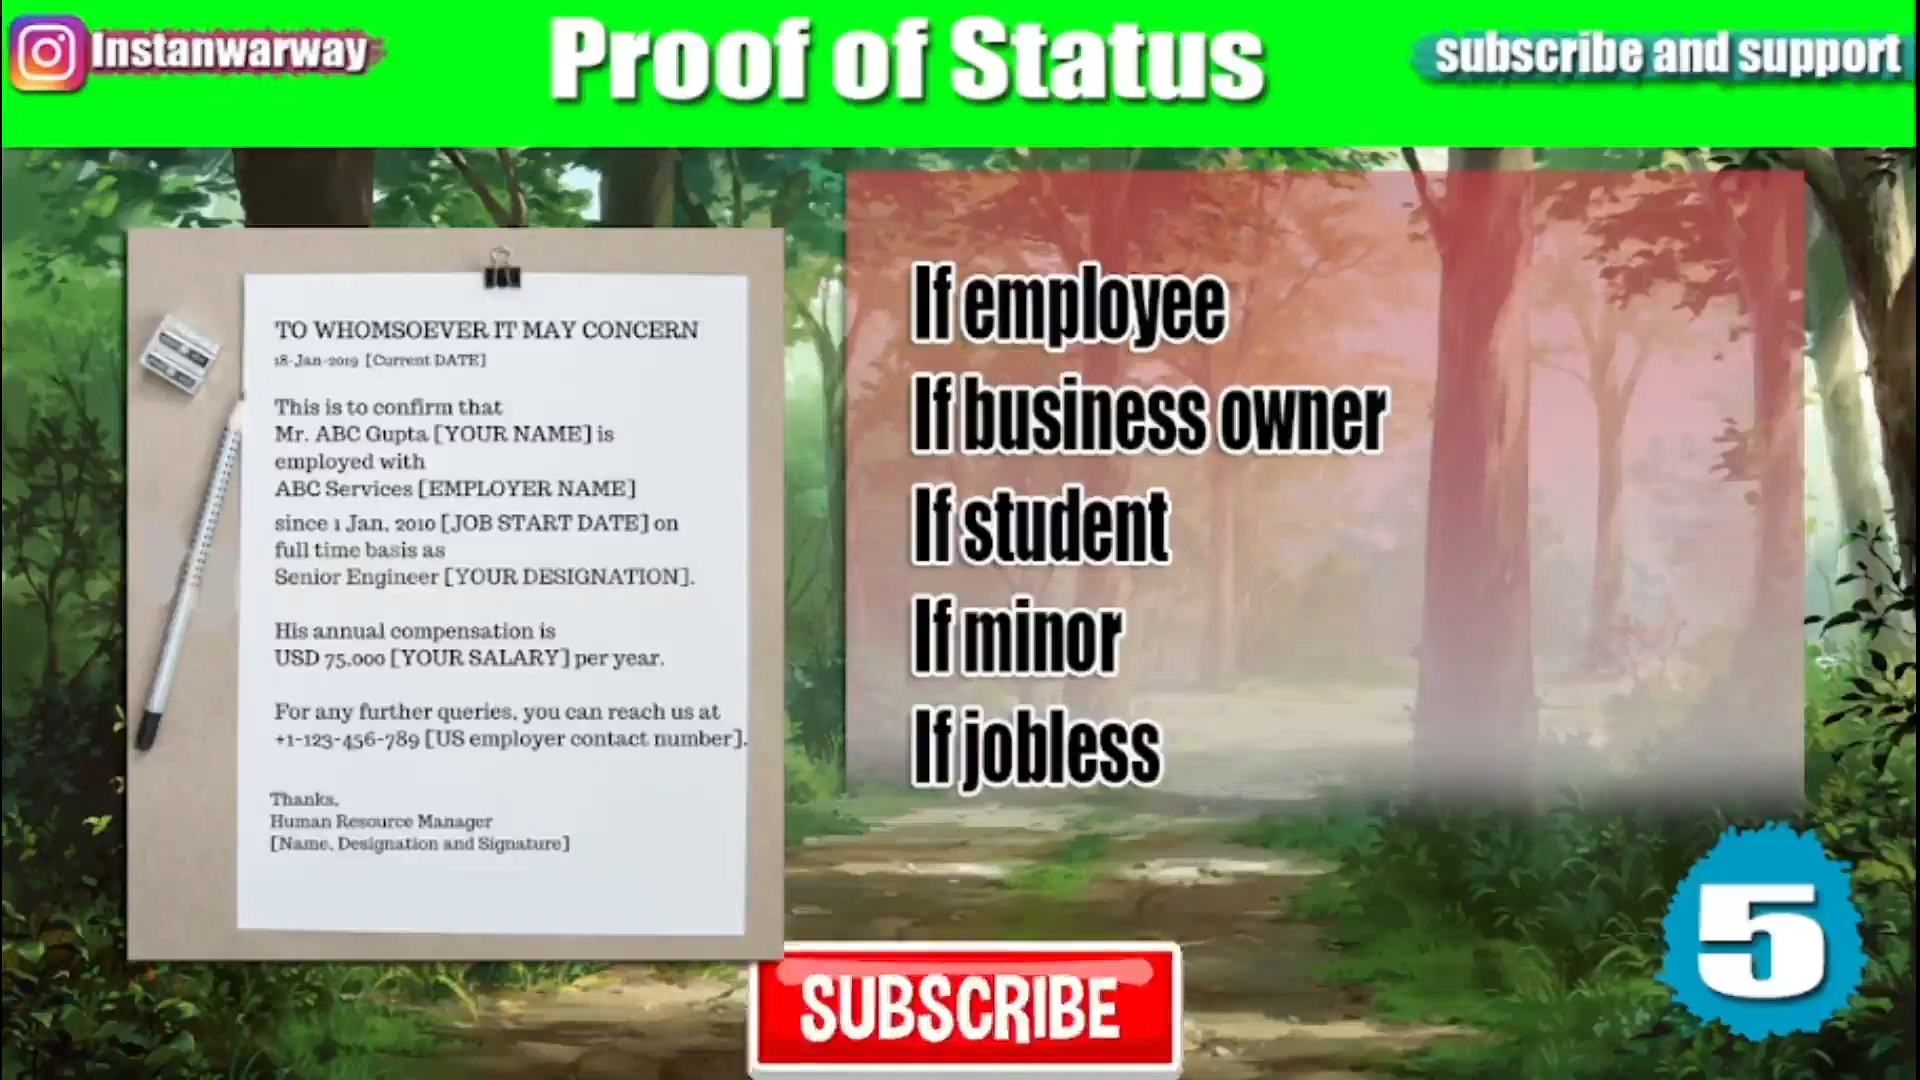 Instanwarway
Proof of Status
subscribe and support
TO WHOMSOEVER IT MAY CONCERN
18-Jan-2019 [Current DATE]
This is to confirm that
Mr. ABC Gupta [YOUR NAME] is
employed with
ABC Services [EMPLOYER NAME]
since 1 Jan, 2010 [JOB START DATE] on
full time basis as
Senior Engineer [YOUR DESIGNATION].
His annual compensation is
USD 75,000 [YOUR SALARY] per year.
For any further queries, you can reach us at
+1-123-456-789 [US employer contact number].
Thanks,
Human Resource Manager
[Name, Designation and Signature]
If employee
If business owner
If student
If minor
If jobless
5
SUBSCRIBE